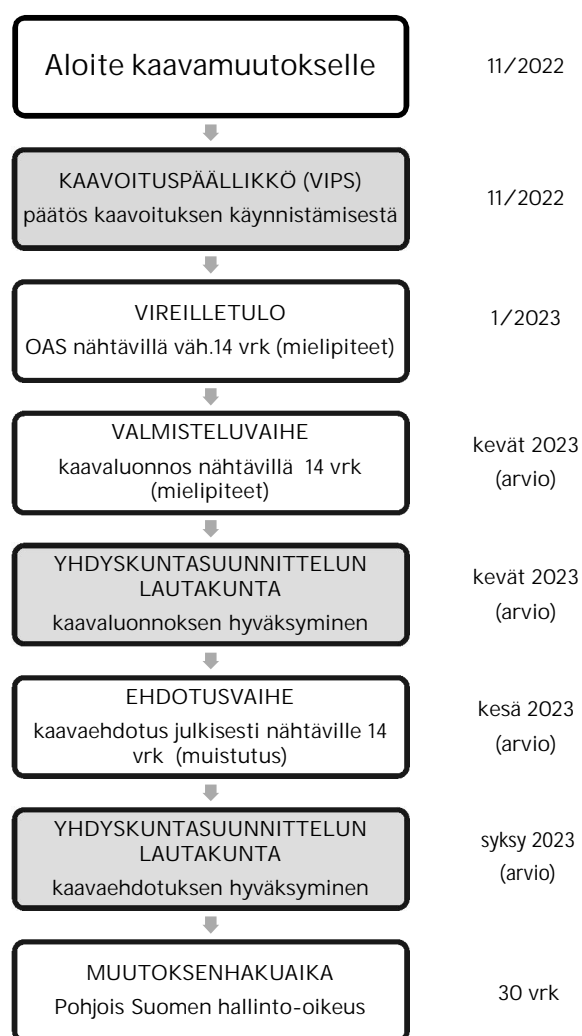 Aloite kaavamuutokselle
11/2022
KAAVOITUSPÄÄLLIKKÖ (VIPS)
päätös kaavoituksen käynnistämisestä
11/2022
VIREILLETULO
OAS nähtävillä väh.14 vrk (mielipiteet)
1/2023
VALMISTELUVAIHE
kaavaluonnos nähtävillä 14 vrk
(mielipiteet)
kevät 2023
(arvio)
YHDYSKUNTASUUNNITTELUN
LAUTAKUNTA
kaavaluonnoksen hyväksyminen
kevät 2023
(arvio)
EHDOTUSVAIHE
kaavaehdotus julkisesti nähtäville 14
vrk (muistutus)
kesä 2023
(arvio)
YHDYSKUNTASUUNNITTELUN
LAUTAKUNTA
kaavaehdotuksen hyväksyminen
syksy 2023
(arvio)
MUUTOKSENHAKUAIKA
Pohjois Suomen hallinto-oikeus
30 vrk